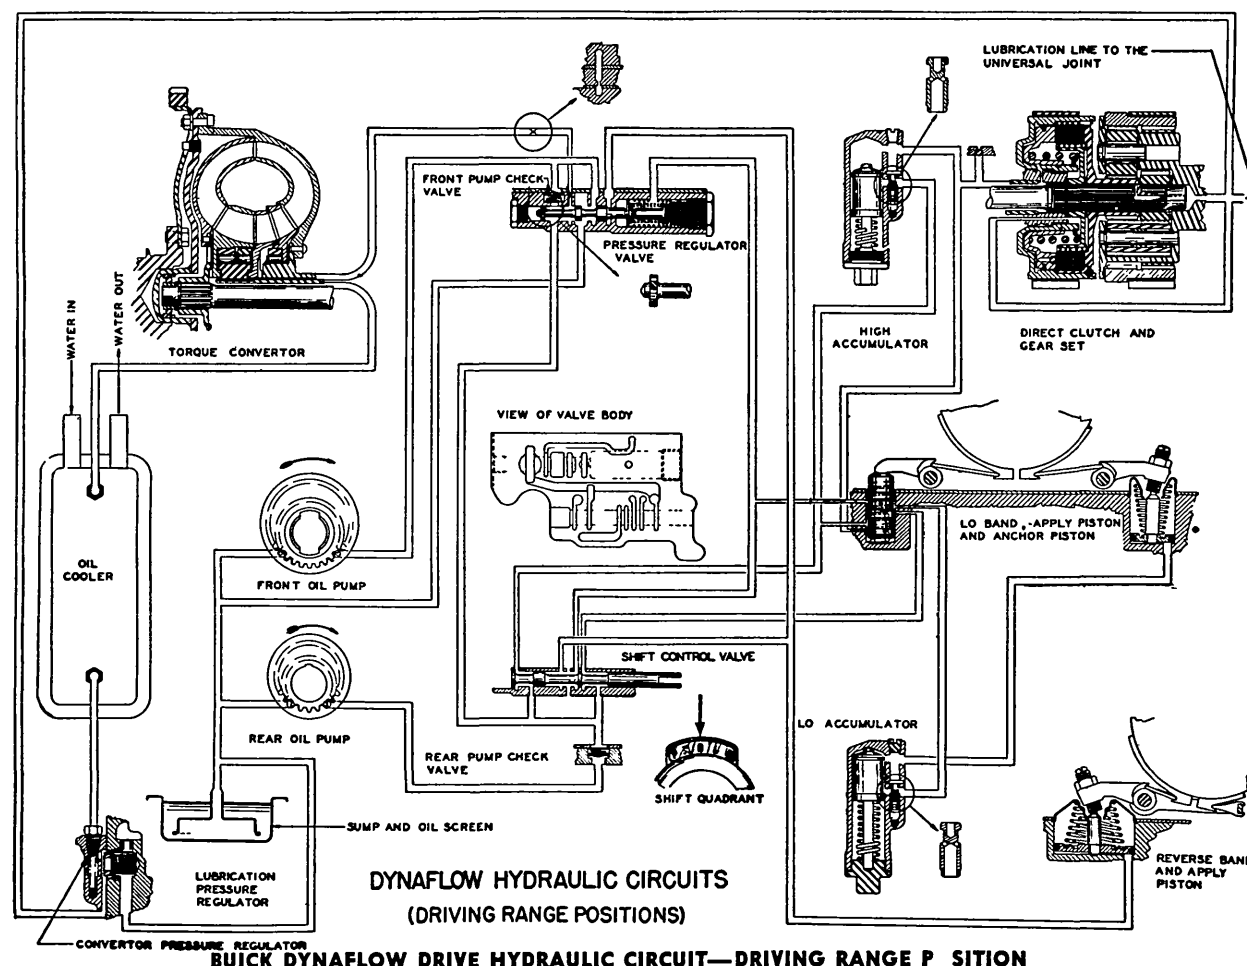 LUBRICATION LINE TO THE
UNIVERSAL JOINT
FRONT PUMP CHECK
VALVE
PRESSURE REGULATOR
VALVE
WATER IN
WATER OUT
TORQUE CONVERTOR
HIGH
ACCUMULATOR
DIRECT CLUTCH AND
GEAR SET
VIEW OF VALVE BODY
LO BAND,-APPLY PISTON
AND ANCHOR PISTON
OIL
COOLER
FRONT OIL PUMP
SHIFT CONTROL VALVE
LO ACCUMULATOR
REAR OIL PUMP
REAR PUMP CHECK
VALVE
SHIFT QUADRANT
SUMP AND OIL SCREEN
LUBRICATION
PRESSURE
REGULATOR
REVERSE BAND
AND APPLY
PISTON
DYNAFLOW HYDRAULIC CIRCUITS
(DRIVING RANGE POSITIONS)
CONVERTOR PRESSURE REGULATOR
BUICK DYNAFLOW DRIVE HYDRAULIC CIRCUIT—DRIVING RANGE P SITION